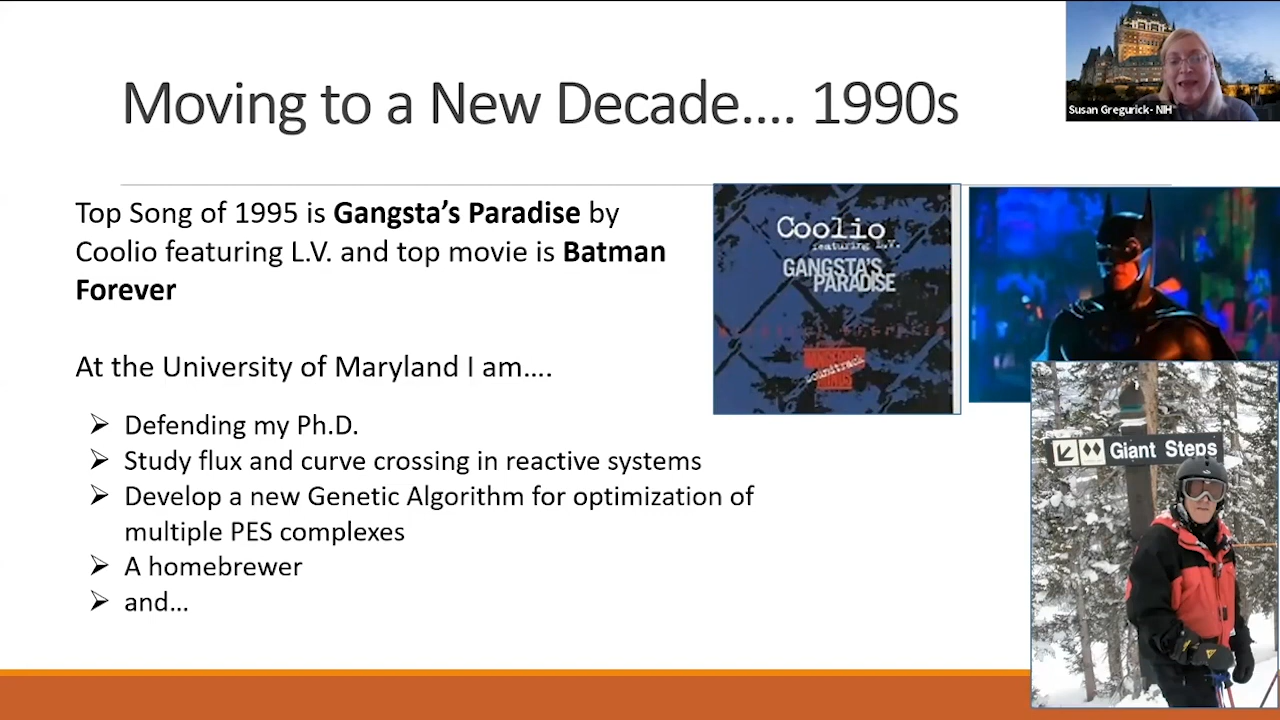 Moving to a New Decade.... 1990s
Susan Gregurick- NIH
Top Song of 1995 is Gangsta's Paradise by
Coolio featuring L.V. and top movie is Batman
Forever
Coolio
featuring L.V.
GANGSTA'S
PARADISE
soundtrack
At the University of Maryland I am....
➢ Defending my Ph.D.
➢ Study flux and curve crossing in reactive systems
➢ Develop a new Genetic Algorithm for optimization of
multiple PES complexes
➢ A homebrewer
➢ and...
Giant Steps